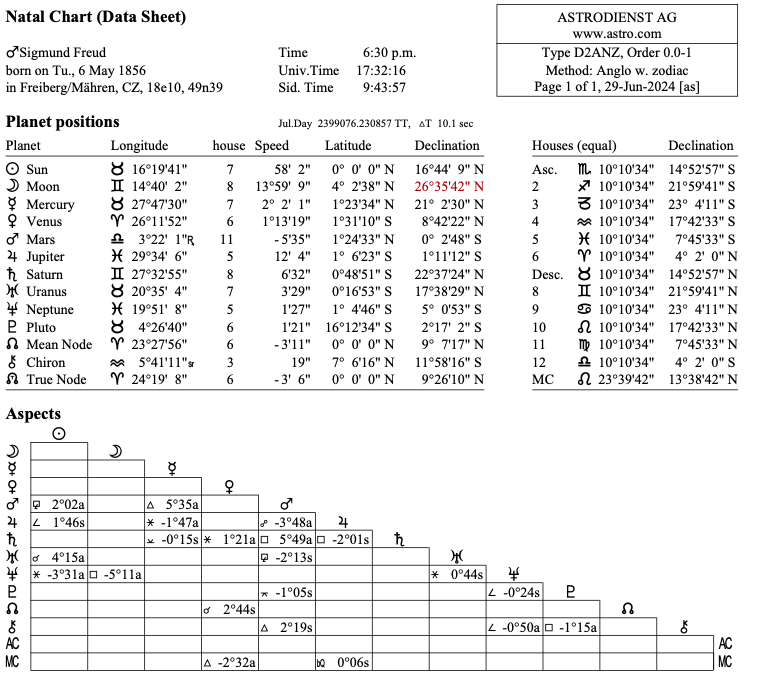 Natal Chart (Data Sheet)
ASTRODIENST AG
www.astro.com
Type D2ANZ, Order 0.0-1
Method: Anglo w. zodiac
Page 1 of 1, 29-Jun-2024 [as]
♂Sigmund Freud Time 6:30 p.m.
born on Tu., 6 May 1856 Univ.Time 17:32:16
in Freiberg/Mähren, CZ, 18e10, 49n39 Sid. Time 9:43:57
Planet positions Jul.Day 2399076.230857 TT, ΔT 10.1 sec
Planet Longitude house Speed Latitude Declination
☉ Sun ♉ 16°19'41" 7 58' 2" 0° 0' 0" N 16°44' 9" N
☽ Moon ♊ 14°40' 2" 8 13°59' 9" 4° 2'38" N 26°35'42" N
☿ Mercury ♉ 27°47'30" 7 2° 2' 1" 1°23'34" N 21° 2'30" N
♀ Venus ♈ 26°11'52" 6 1°13'19" 1°31'10" S 8°42'22" N
♂ Mars ♎ 3°22' 1"℞ 11 -5'35" 1°24'33" N 0° 2'48" S
♃ Jupiter ♓ 29°34' 6" 5 12' 4" 1° 6'23" S 1°11'12" S
♄ Saturn ♊ 27°32'55" 8 6'32" 0°48'51" S 22°37'24" N
♅ Uranus ♉ 20°35' 4" 7 3'29" 0°16'53" S 17°38'29" N
♆ Neptune ♓ 19°51' 8" 5 1'27" 1° 4'46" S 5° 0'53" S
♇ Pluto ♉ 4°26'40" 6 1'21" 16°12'34" S 2°17' 2" S
☊ Mean Node ♈ 23°27'56" 6 -3'11" 0° 0' 0" N 9° 7'17" N
⚷ Chiron ♒ 5°41'11"sr 3 19" 7° 6'16" N 11°58'16" S
☊ True Node ♈ 24°19' 8" 6 -3' 6" 0° 0' 0" N 9°26'10" N
Houses (equal) Declination
Asc. ♏ 10°10'34" 14°52'57" S
2 ♐ 10°10'34" 21°59'41" S
3 ♑ 10°10'34" 23° 4'11" S
4 ♒ 10°10'34" 17°42'33" S
5 ♓ 10°10'34" 7°45'33" S
6 ♈ 10°10'34" 4° 2' 0" N
Desc. ♉ 10°10'34" 14°52'57" N
8 ♊ 10°10'34" 21°59'41" N
9 ♋ 10°10'34" 23° 4'11" N
10 ♌ 10°10'34" 17°42'33" N
11 ♍ 10°10'34" 7°45'33" N
12 ♎ 10°10'34" 4° 2' 0" S
MC ♌ 23°39'42" 13°38'42" N
Aspects
☉
☽ ☽
☿ ☿
♀ ♀
♂ ⚼ 2°02a △ 5°35a ♂
♃ ∠ 1°46s ⚹ -1°47a ☍ -3°48a ♃
♄ ⚺ -0°15s ⚹ 1°21a □ 5°49a □ -2°01s ♄
♅ ☌ 4°15a ⚼ -2°13s ♅
♆ ⚹ -3°31a □ -5°11a ⚹ 0°44s ♆
♇ ⚻ -1°05s ∠ -0°24s ♇
☊ ☌ 2°44s ☊
⚷ △ 2°19s ∠ -0°50a □ -1°15a ⚷
AC AC
MC △ -2°32a 0°06s MC